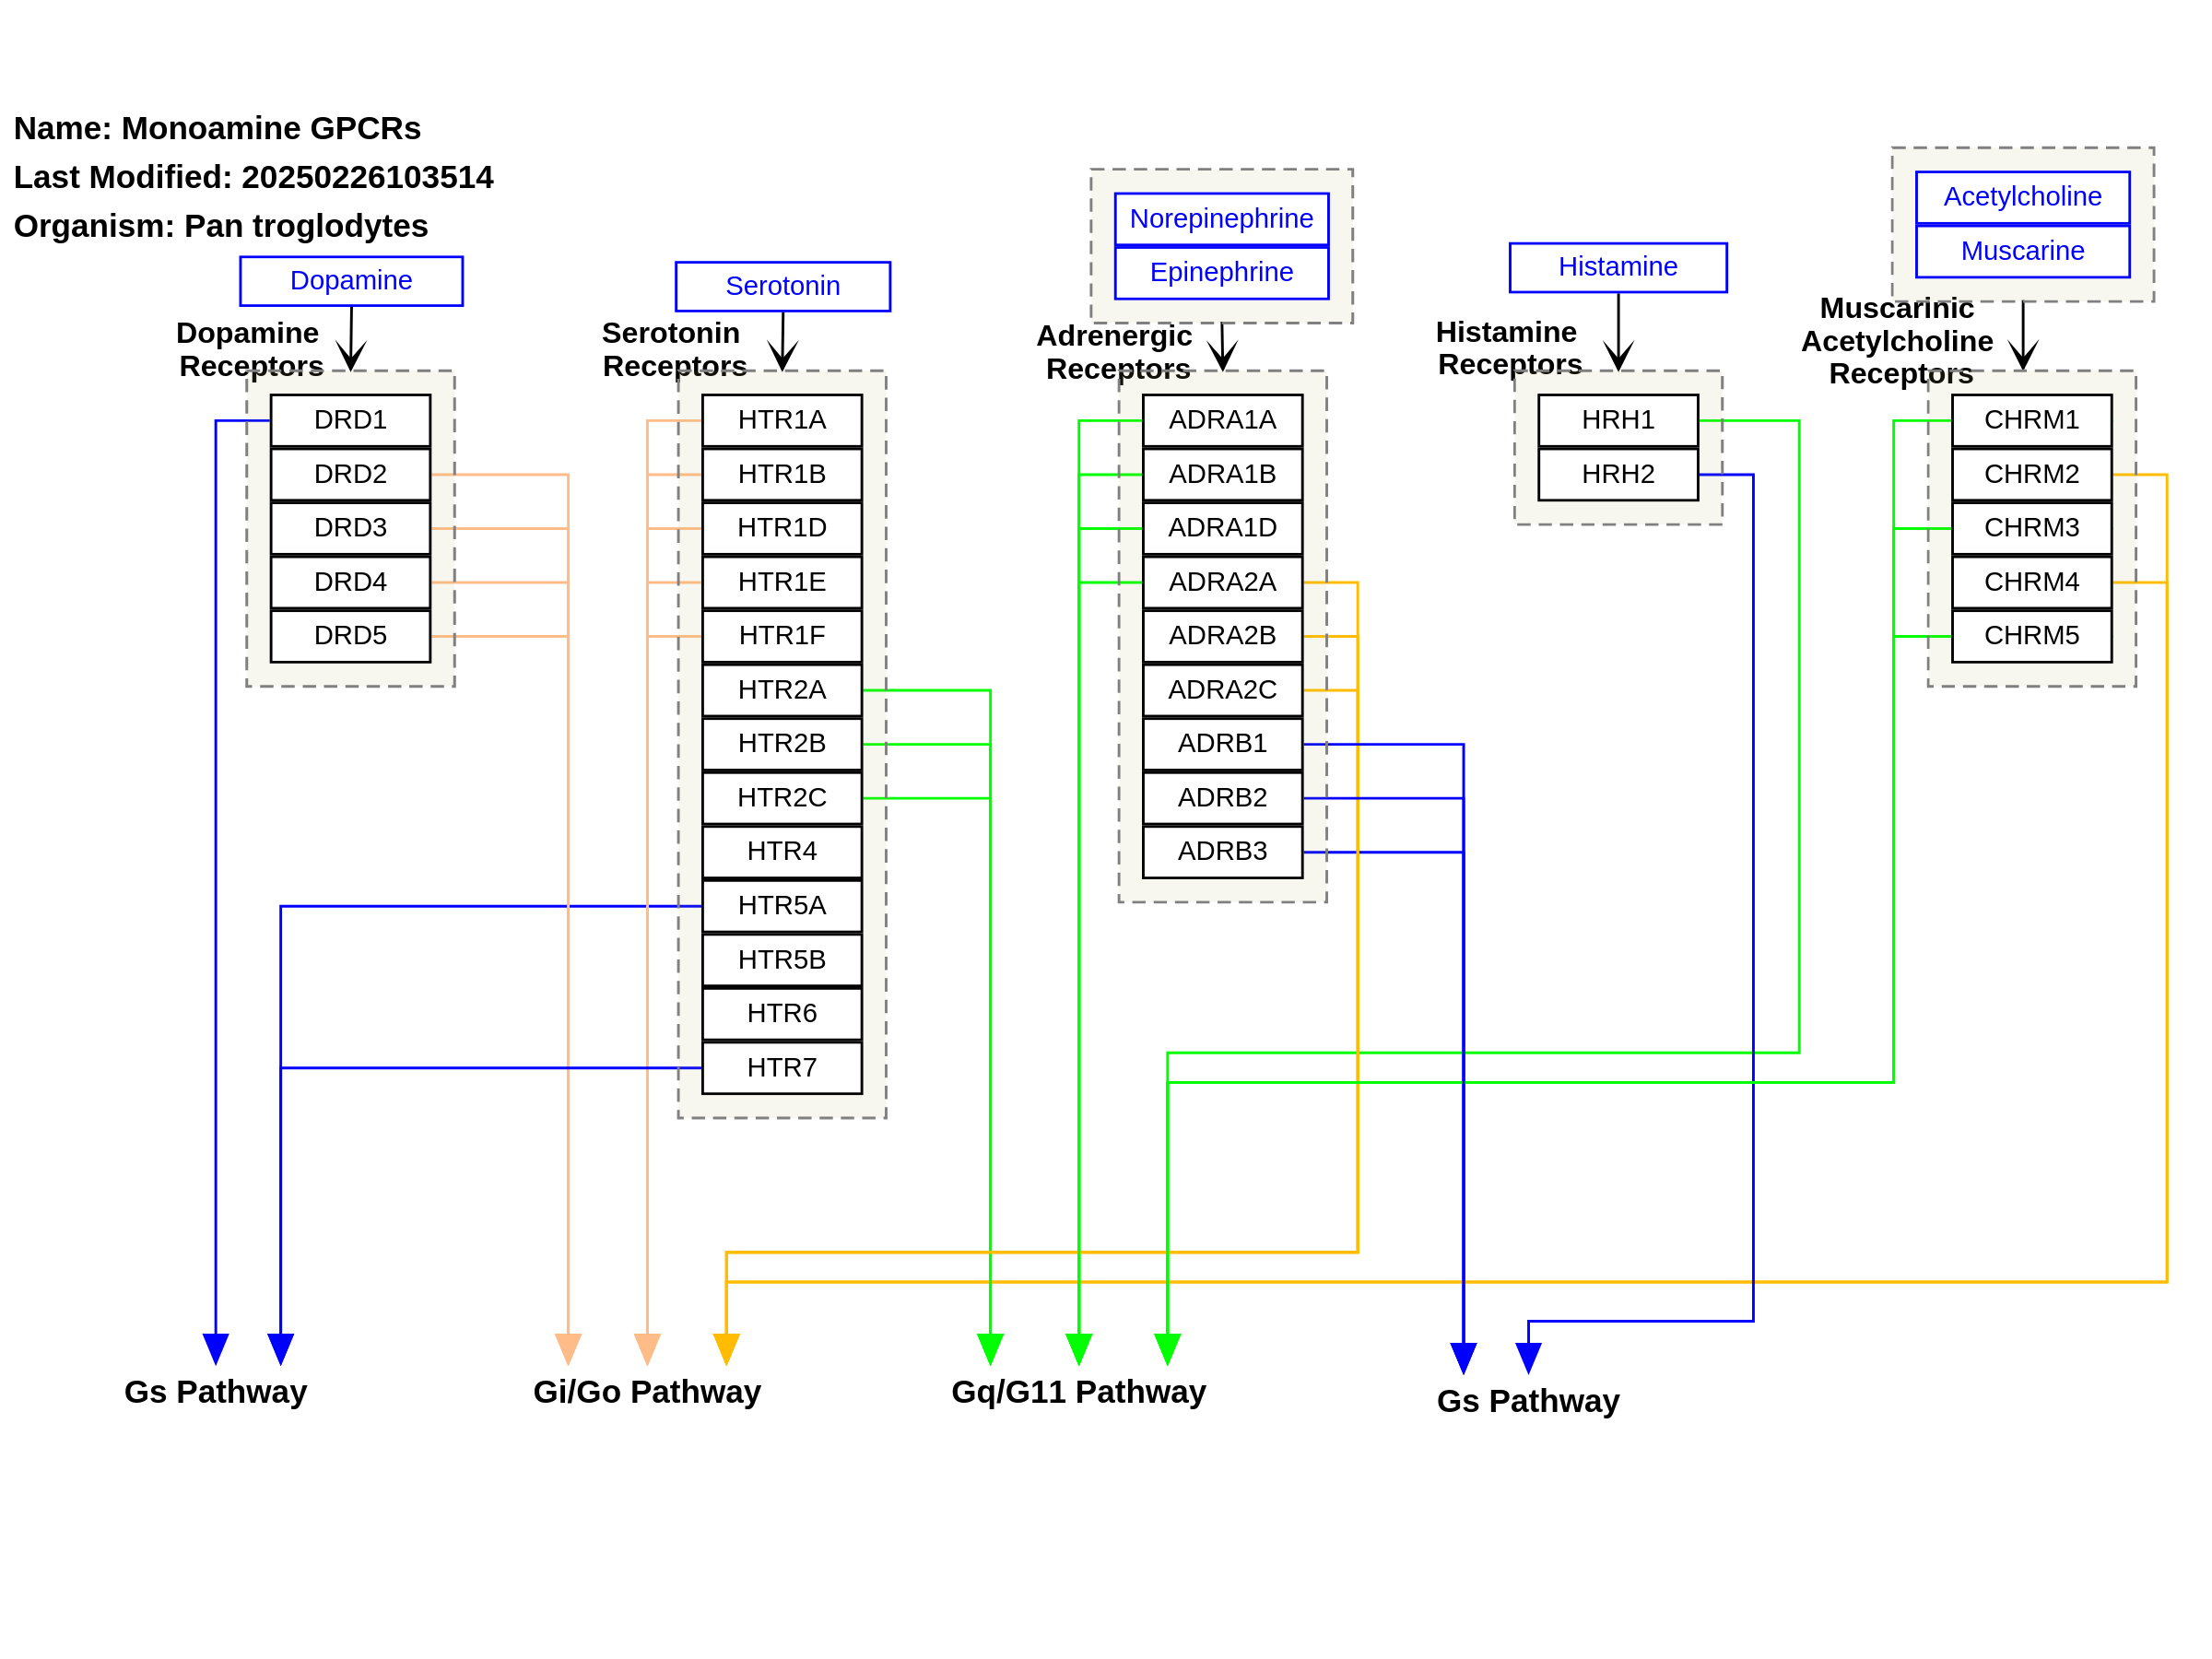 Name: Monoamine GPCRs
Last Modified: 20250226103514
Organism: Pan troglodytes
Dopamine
Dopamine
Receptors
DRD1
DRD2
DRD3
DRD4
DRD5
Serotonin
Serotonin
Receptors
HTR1A
HTR1B
HTR1D
HTR1E
HTR1F
HTR2A
HTR2B
HTR2C
HTR4
HTR5A
HTR5B
HTR6
HTR7
Norepinephrine
Epinephrine
Adrenergic
Receptors
ADRA1A
ADRA1B
ADRA1D
ADRA2A
ADRA2B
ADRA2C
ADRB1
ADRB2
ADRB3
Histamine
Histamine
Receptors
HRH1
HRH2
Acetylcholine
Muscarine
Muscarinic
Acetylcholine
Receptors
CHRM1
CHRM2
CHRM3
CHRM4
CHRM5
Gs Pathway
Gi/Go Pathway
Gq/G11 Pathway
Gs Pathway